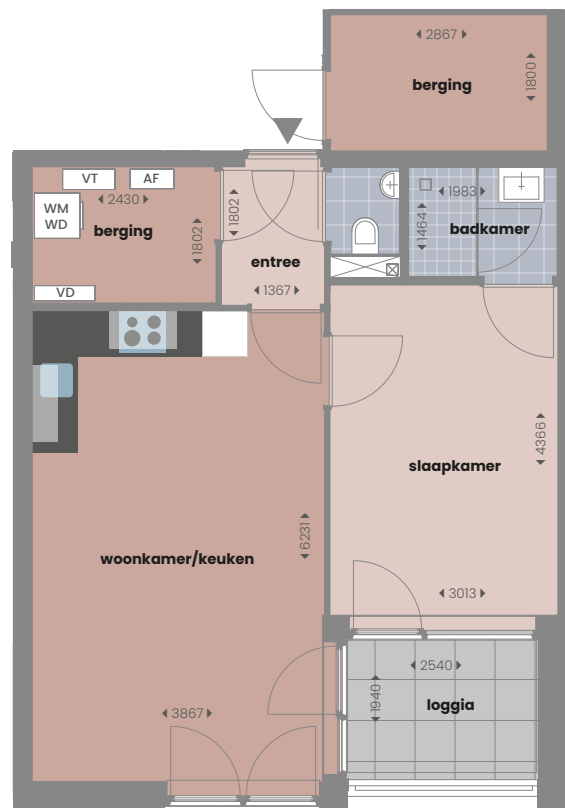 2867
1800
berging
VT
AF
2430
WM
WD
berging
1802
VD
1802
entree
1367
1983
1464
badkamer
4366
slaapkamer
6231
woonkamer/keuken
3013
3867
2540
1940
loggia